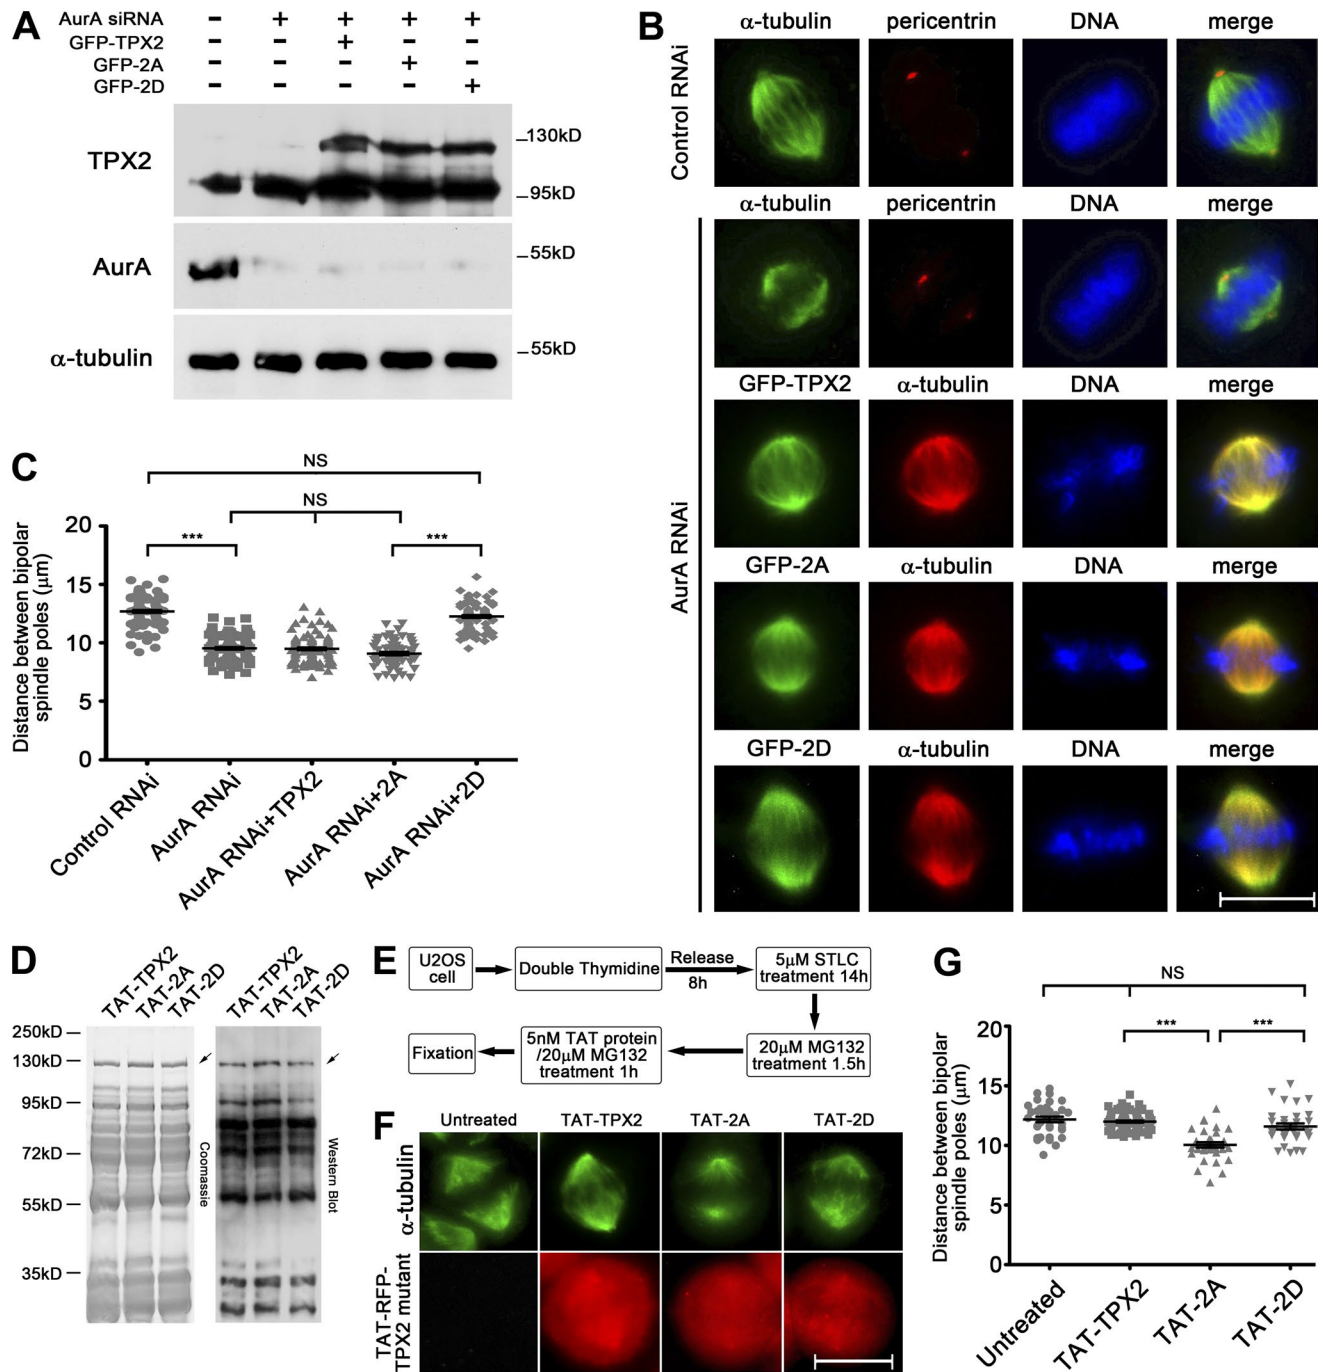 A
AurA siRNA - + + + +
GFP-TPX2 - - + - -
GFP-2A - - - + -
GFP-2D - - - - +
TPX2
130kD
95kD
AurA
55kD
α-tubulin
55kD
B
Control RNAi
α-tubulin pericentrin DNA merge
AurA RNAi
α-tubulin pericentrin DNA merge
GFP-TPX2 α-tubulin DNA merge
GFP-2A α-tubulin DNA merge
GFP-2D α-tubulin DNA merge
C
Distance between bipolar
spindle poles (μm)
NS
NS
*** ***
20
15
10
5
0
Control RNAi
AurA RNAi
AurA RNAi+TPX2
AurA RNAi+2A
AurA RNAi+2D
D
TAT-TPX2
TAT-2A
TAT-2D
TAT-TPX2
TAT-2A
TAT-2D
250kD
130kD
95kD
72kD
55kD
35kD
Coomassie
Western Blot
E
U2OS
cell
Double Thymidine
Release
8h
5μM STLC
treatment 14h
20μM MG132
treatment 1.5h
5nM TAT protein
/20μM MG132
treatment 1h
Fixation
F
Untreated TAT-TPX2 TAT-2A TAT-2D
α-tubulin
TAT-RFP-
TPX2 mutant
G
Distance between bipolar
spindle poles (μm)
NS
*** ***
20
15
10
5
0
Untreated
TAT-TPX2
TAT-2A
TAT-2D